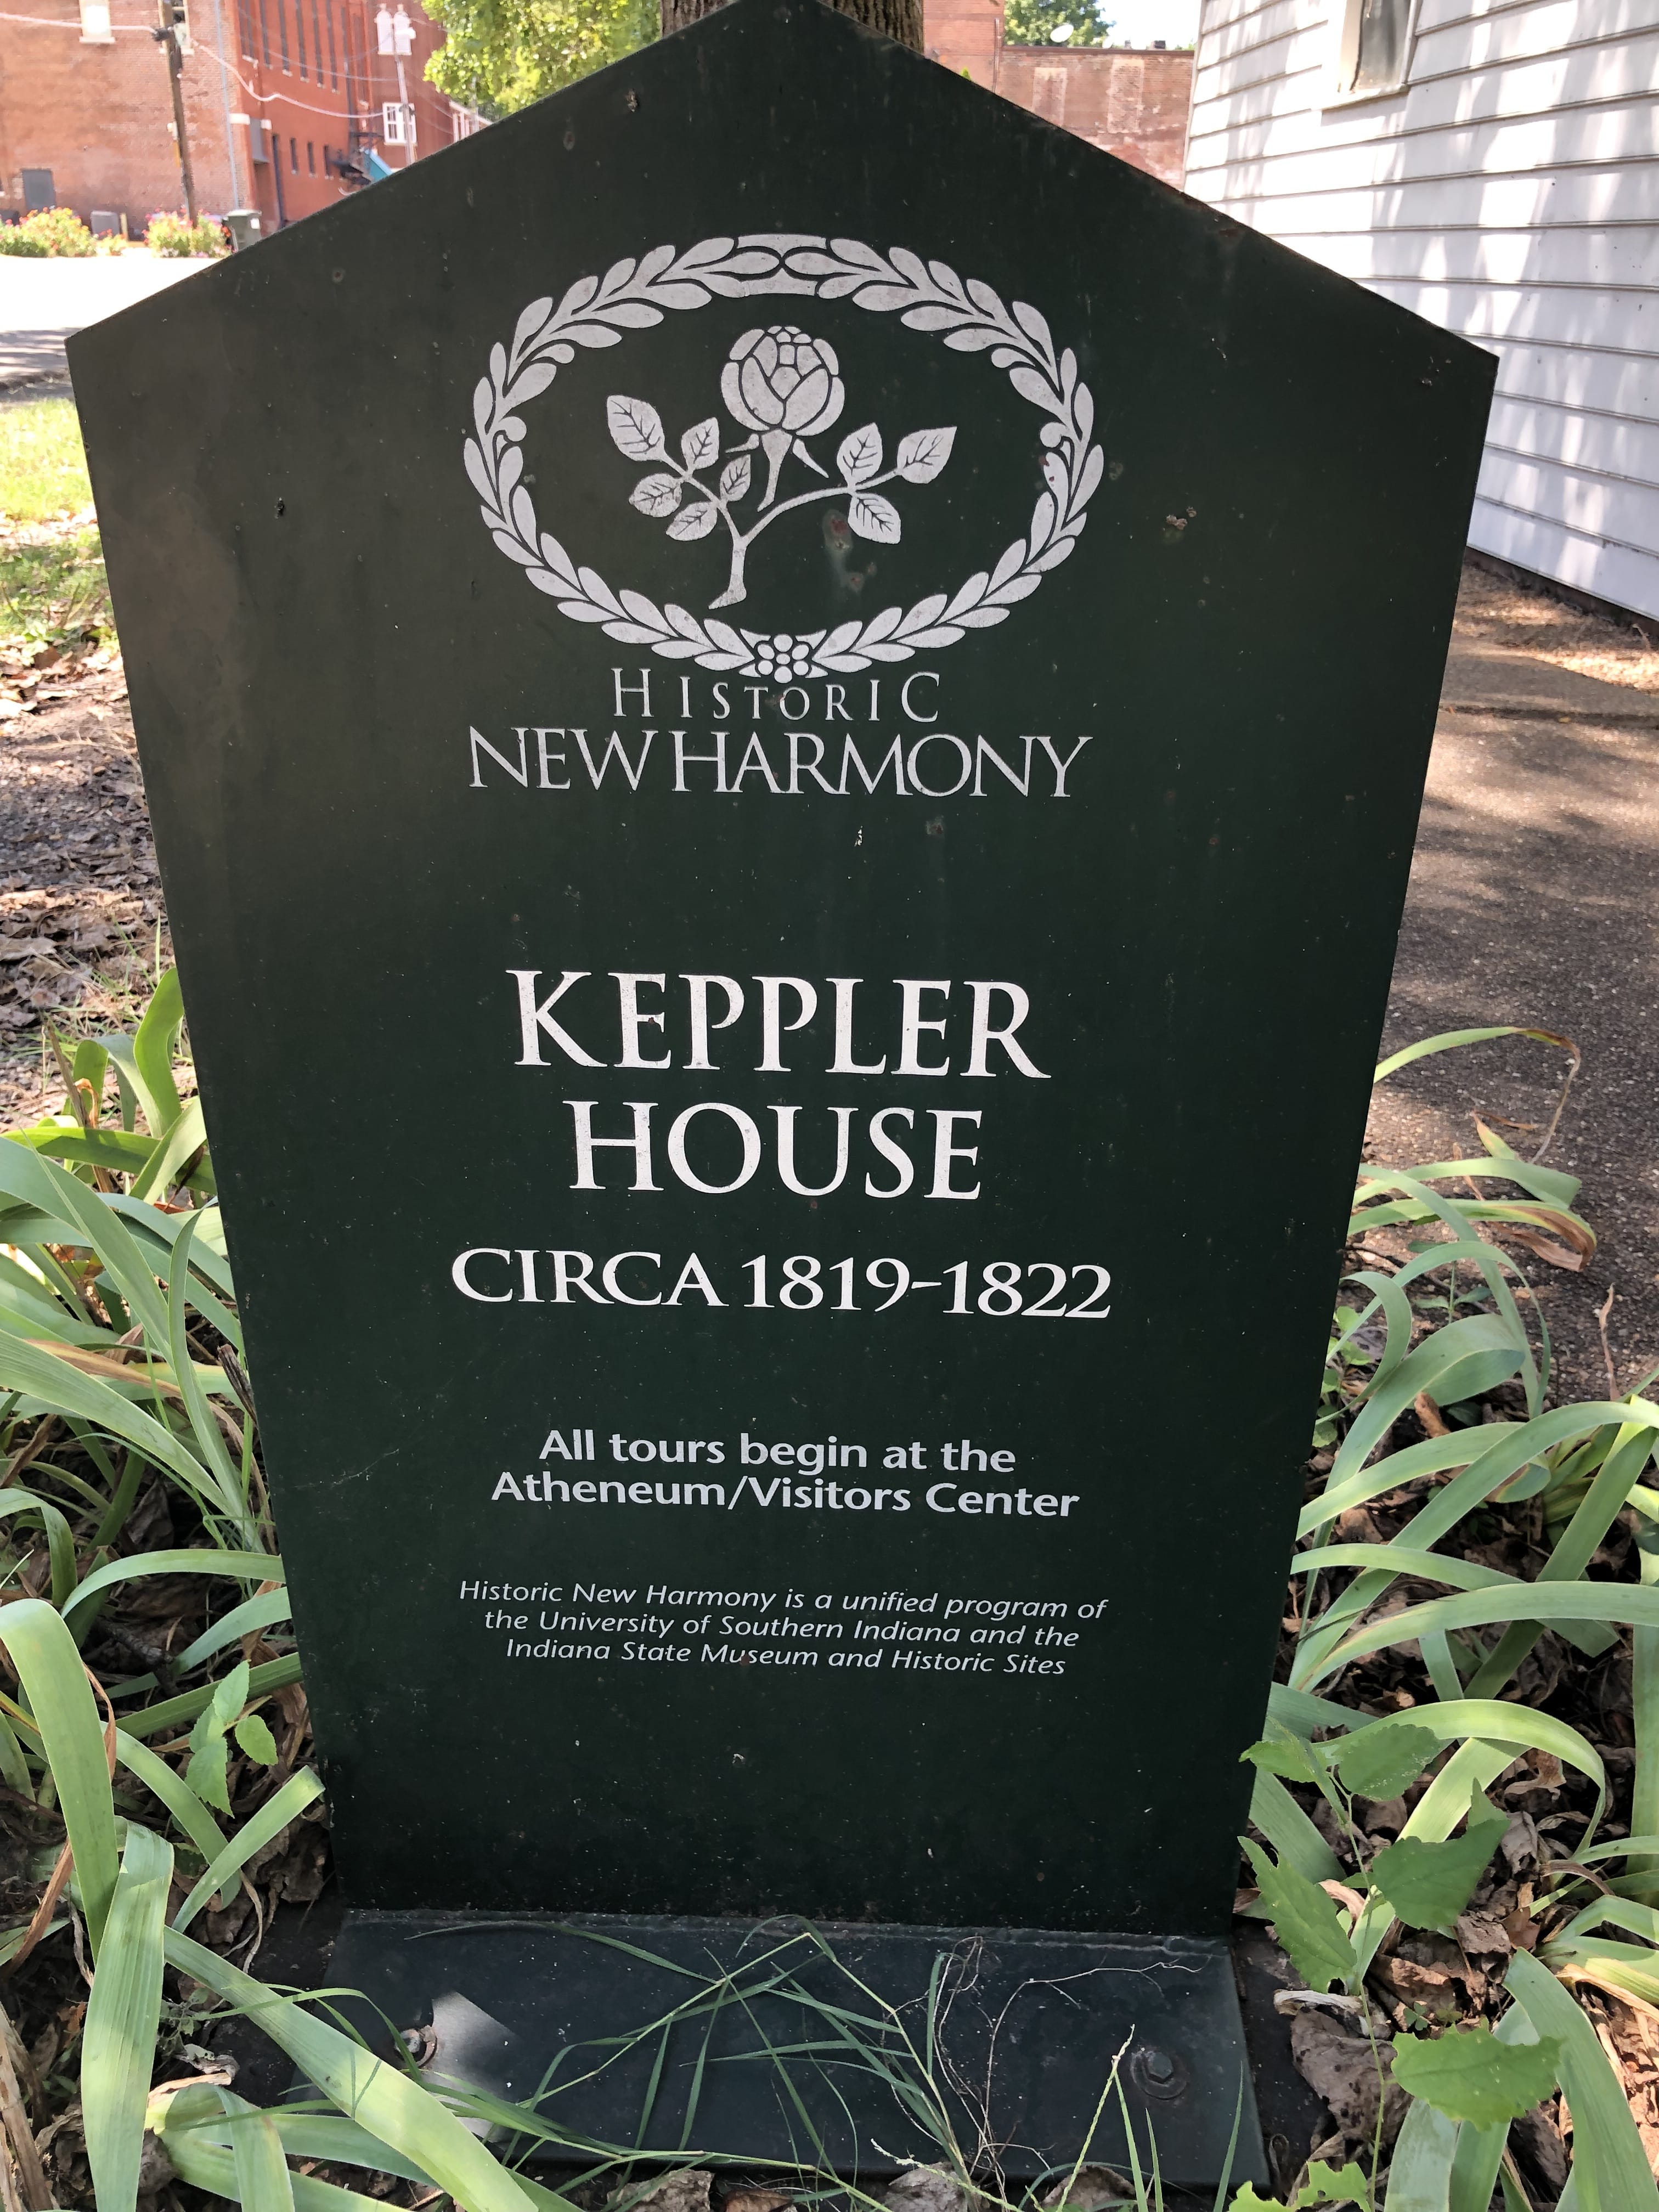 HISTORIC
NEW HARMONY
KEPPLER
HOUSE
CIRCA 1819-1822
All tours begin at the
Atheneum/Visitors Center
Historic New Harmony is a unified program of
the University of Southern Indiana and the
Indiana State Museum and Historic Sites